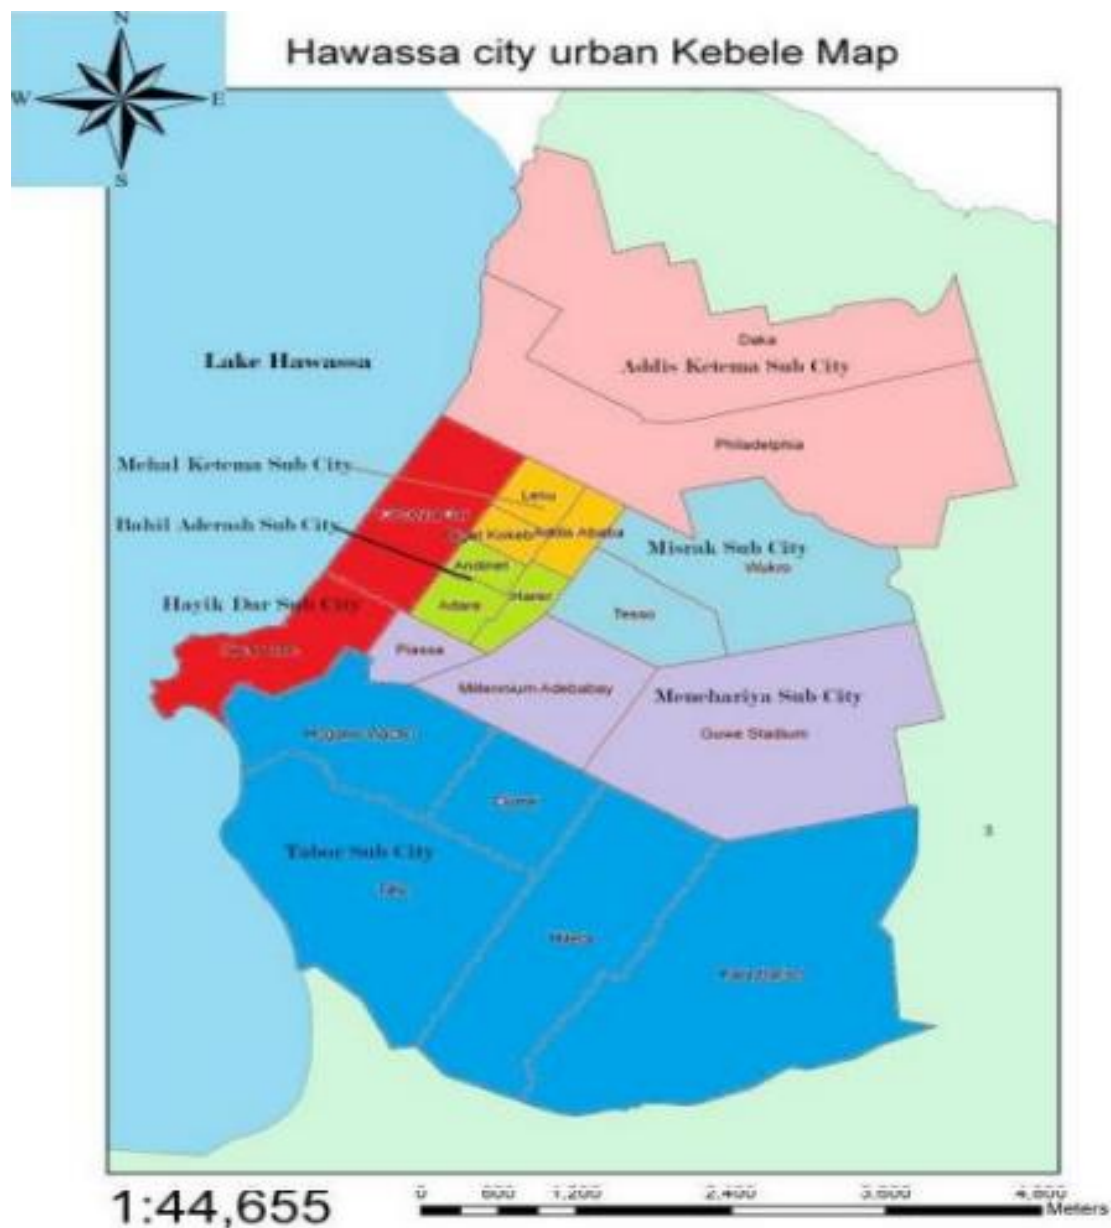 N
W E
S
Hawassa city urban Kebele Map
Daka
Lake Hawassa
Addis Ketema Sub City
Philadelphia
Mehal Ketema Sub City
Leku
Bahil Aderash Sub City
Addis Ababa
Misrak Sub City
Wukro
Andinet
Hayik Dar Sub City
Adare
Harer
Tesso
Piassa
Millennium Adebabay
Menehariya Sub City
Guwe Stadium
Tabor Sub City
3
1:44,655
0 600 1,200 2,400 3,600 4,800
Meters